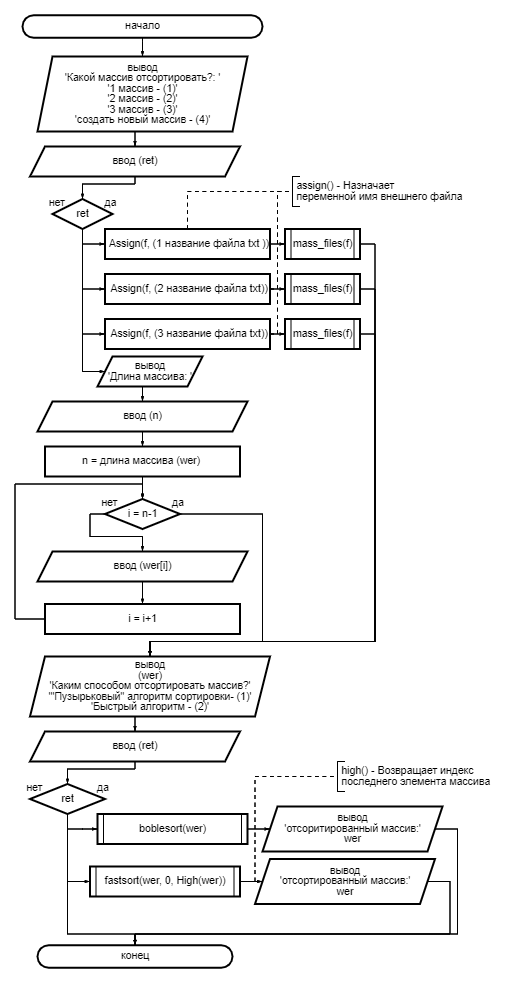 начало
вывод
'Какой массив отсортировать?: '
'1 массив - (1)'
'2 массив - (2)'
'3 массив - (3)'
'создать новый массив - (4)'
ввод (ret)
нет
да
ret
assign() - Назначает
переменной имя внешнего файла
Assign(f, (1 название файла txt ))
mass_files(f)
Assign(f, (2 название файла txt))
mass_files(f)
Assign(f, (3 название файла txt))
mass_files(f)
вывод
'Длина массива: '
ввод (n)
n = длина массива (wer)
нет
да
i = n-1
ввод (wer[i])
i = i+1
вывод
(wer)
'Каким способом отсортировать массив?'
'"Пузырьковый" алгоритм сортировки- (1)'
'Быстрый алгоритм - (2)'
ввод (ret)
нет
да
ret
high() - Возвращает индекс
последнего элемента массива
boblesort(wer)
вывод
'отсоритированный массив:'
wer
fastsort(wer, 0, High(wer))
вывод
'отсортированный массив:'
wer
конец